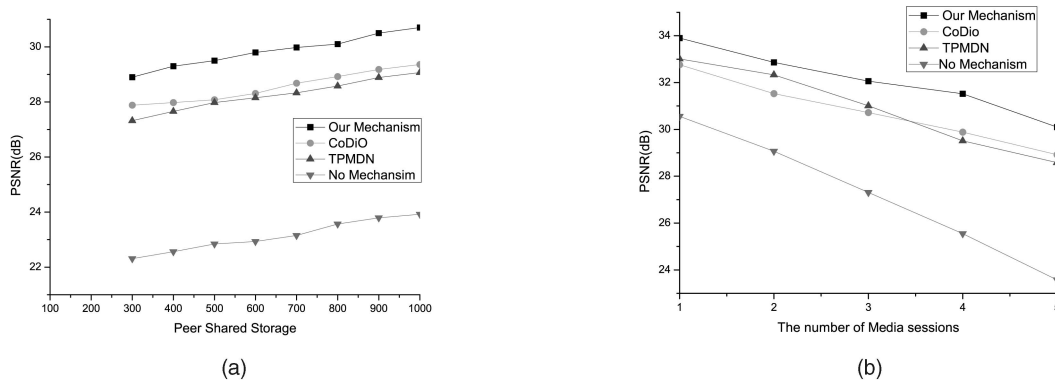 30
28
26
24
22
PSNR(dB)
Our Mechanism
CoDiO
TPMDN
No Mechansim
100 200 300 400 500 600 700 800 900 1000
Peer Shared Storage
(a)
34
32
30
28
26
24
PSNR(dB)
Our Mechanism
CoDio
TPMDN
No Mechanism
1 2 3 4
The number of Media sessions
(b)